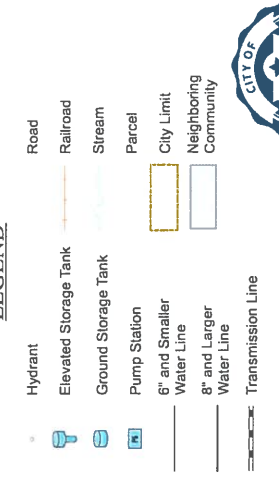 LEGEND
Hydrant
Elevated Storage Tank
Ground Storage Tank
Pump Station
6" and Smaller
Water Line
8" and Larger
Water Line
Transmission Line
Road
Railroad
Stream
Parcel
City Limit
Neighboring
Community
CITY OF